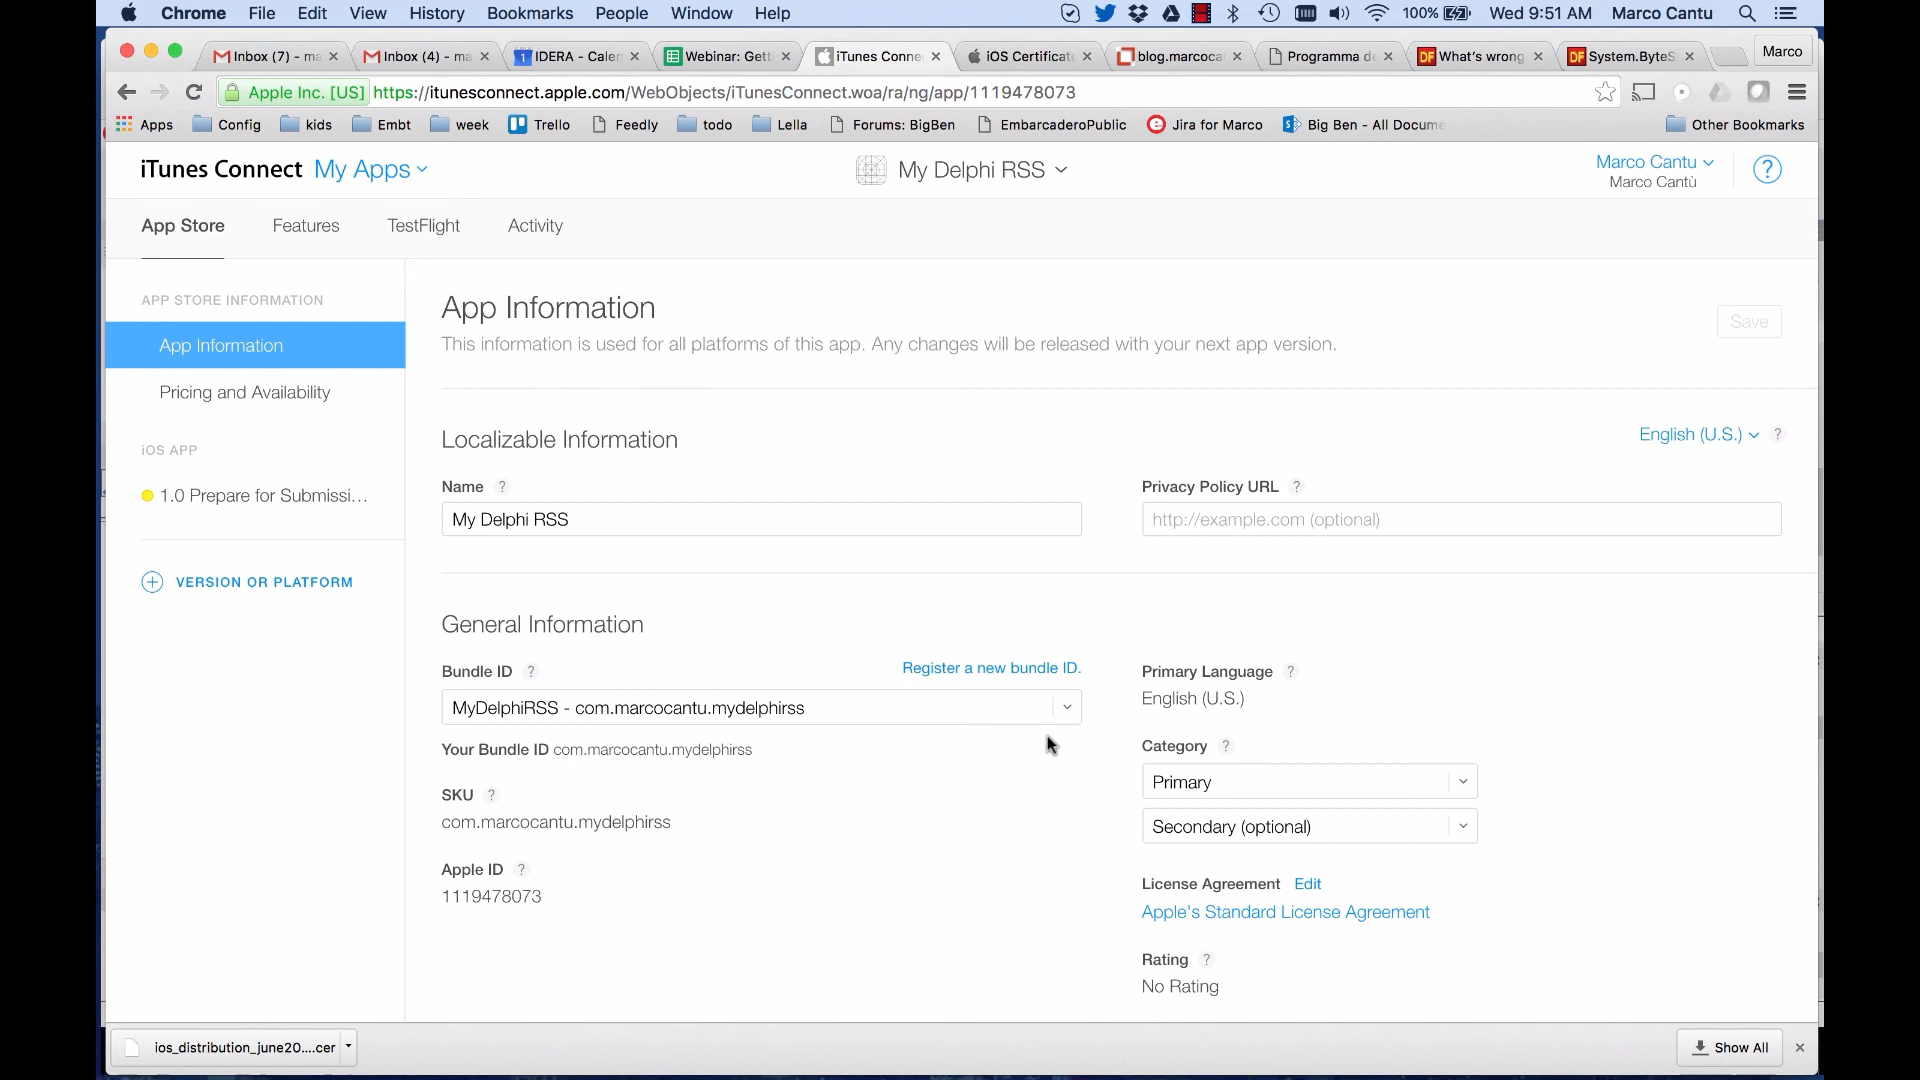 Chrome File Edit View History Bookmarks People Window Help 100% Wed 9:51 AM Marco Cantu
Inbox (7) - ma Inbox (4) - ma IDERA - Calen Webinar: Getti iTunes Conne iOS Certificat blog.marcoca Programma de What's wrong System.ByteS Marco
Apple Inc. [US] https://itunesconnect.apple.com/WebObjects/iTunesConnect.woa/ra/ng/app/1119478073
Apps Config kids Embt week Trello Feedly todo Lella Forums: BigBen EmbarcaderoPublic Jira for Marco Big Ben - All Docume Other Bookmarks
iTunes Connect My Apps My Delphi RSS Marco Cantu ?
Marco Cantù
App Store Features TestFlight Activity
APP STORE INFORMATION
App Information
Pricing and Availability
iOS APP
1.0 Prepare for Submissi...
VERSION OR PLATFORM
App Information
Save
This information is used for all platforms of this app. Any changes will be released with your next app version.
Localizable Information
English (U.S.) ?
Name ?
My Delphi RSS
Privacy Policy URL ?
http://example.com (optional)
General Information
Bundle ID ? Register a new bundle ID.
MyDelphiRSS - com.marcocantu.mydelphirss
Your Bundle ID com.marcocantu.mydelphirss
SKU ?
com.marcocantu.mydelphirss
Apple ID ?
1119478073
Primary Language ?
English (U.S.)
Category ?
Primary
Secondary (optional)
License Agreement Edit
Apple's Standard License Agreement
Rating ?
No Rating
ios_distribution_june20....cer
Show All